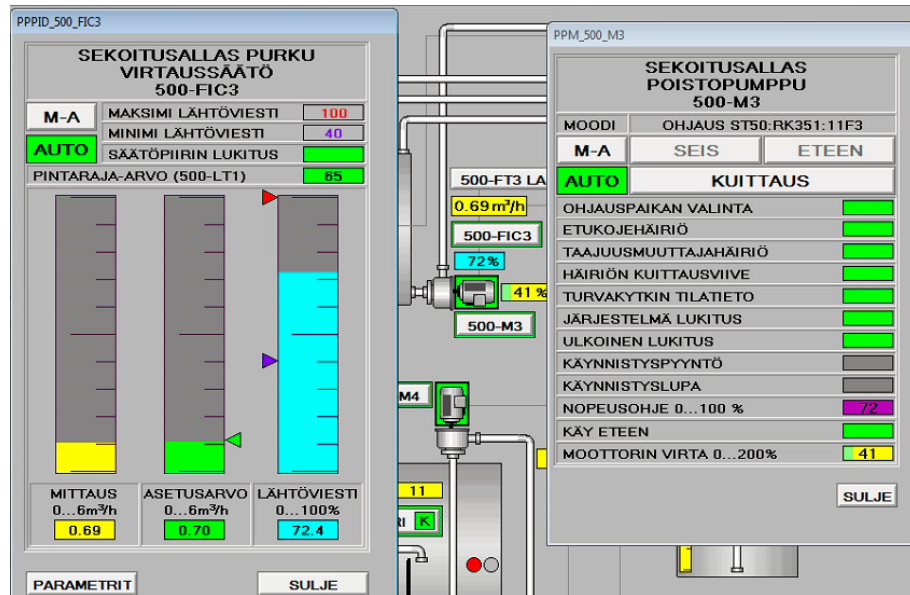 PPPID_500_FIC3
SEKOITUSALLAS PURKU
VIRTAUSSÄÄTÖ
500-FIC3
M-A
MAKSIMI LÄHTÖVIESTI 100
MINIMI LÄHTÖVIESTI 40
AUTO
SÄÄTÖPIIRIN LUKITUS
PINTARAJA-ARVO (500-LT1) 65
MITTAUS
0...6m³/h
0.69
ASETUSARVO
0...6m³/h
0.70
LÄHTÖVIESTI
0...100%
72.4
PARAMETRIT
SULJE
500-FT3 LA
0.69 m³/h
500-FIC3
72%
41 %
500-M3
M4
11
RI K
PPM_500_M3
SEKOITUSALLAS
POISTOPUMPPU
500-M3
MOODI OHJAUS ST50:RK351:11F3
M-A SEIS ETEEN
AUTO KUITTAUS
OHJAUSPAIKAN VALINTA
ETUKOJEHÄIRIÖ
TAAJUUSMUUTTAJAHÄIRIÖ
HÄIRIÖN KUITTAUSVIIVE
TURVAKYTKIN TILATIETO
JÄRJESTELMÄ LUKITUS
ULKOINEN LUKITUS
KÄYNNISTYSPYYNTÖ
KÄYNNISTYSLUPA
NOPEUSOHJE 0...100 % 72
KÄY ETEEN
MOOTTORIN VIRTA 0...200% 41
SULJE